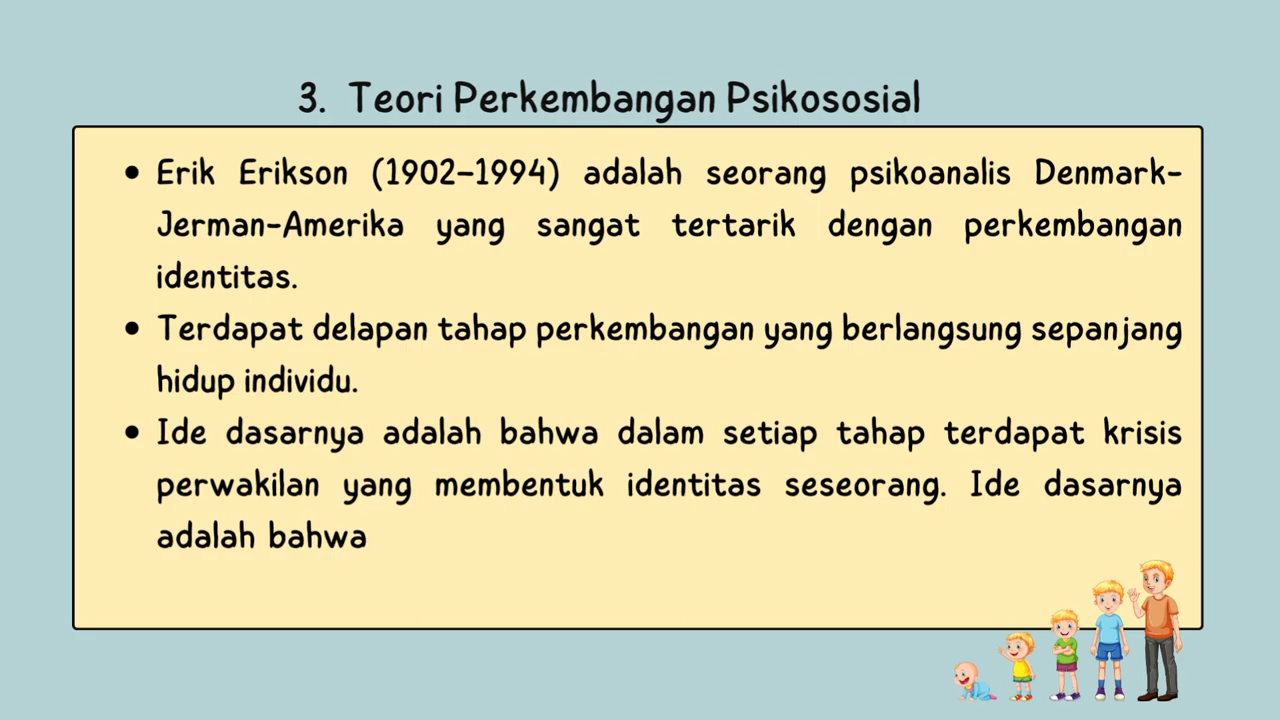 3. Teori Perkembangan Psikososial
• Erik Erikson (1902–1994) adalah seorang psikoanalis Denmark-
Jerman-Amerika yang sangat tertarik dengan perkembangan
identitas.
• Terdapat delapan tahap perkembangan yang berlangsung sepanjang
hidup individu.
• Ide dasarnya adalah bahwa dalam setiap tahap terdapat krisis
perwakilan yang membentuk identitas seseorang. Ide dasarnya
adalah bahwa